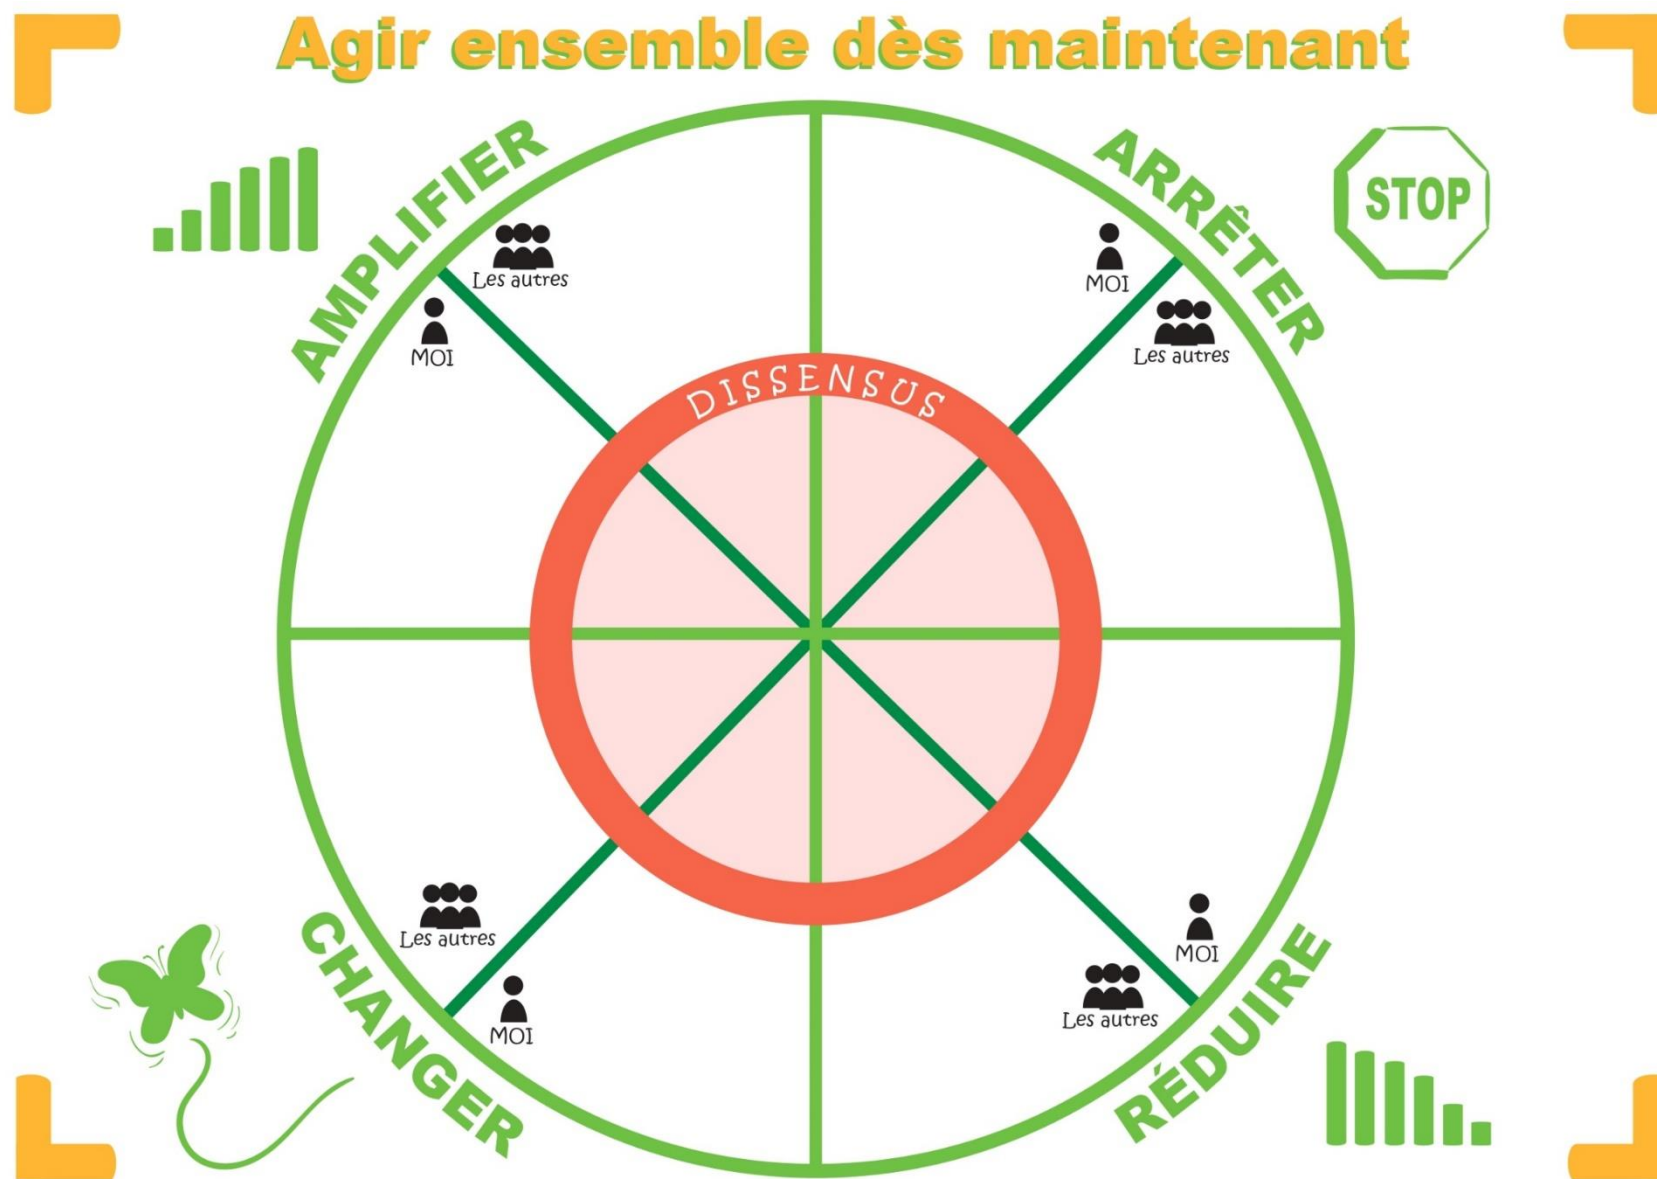 Agir ensemble dès maintenant
AMPLIFIER
ARRÊTER
STOP
Les autres
MOI
MOI
Les autres
DISSENSUS
Les autres
MOI
MOI
Les autres
CHANGER
RÉDUIRE